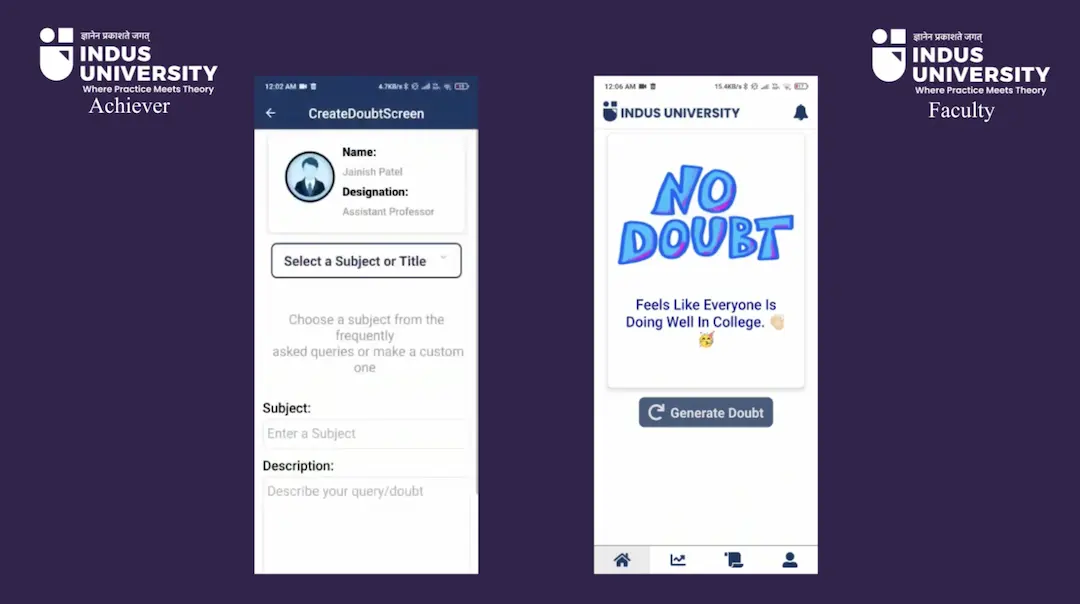 ज्ञानेन प्रकाशते जगत्
INDUS
UNIVERSITY
Where Practice Meets Theory
Achiever
12:02 AM
4.7KB/s
CreateDoubtScreen
Name:
Jainish Patel
Designation:
Assistant Professor
Select a Subject or Title
Choose a subject from the
frequently
asked queries or make a custom
one
Subject:
Enter a Subject
Description:
Describe your query/doubt
12:06 AM
15.4KB/s
INDUS UNIVERSITY
NO
DOUBT
Feels Like Everyone Is
Doing Well In College. 👏🏻
🥳
Generate Doubt
ज्ञानेन प्रकाशते जगत्
INDUS
UNIVERSITY
Where Practice Meets Theory
Faculty